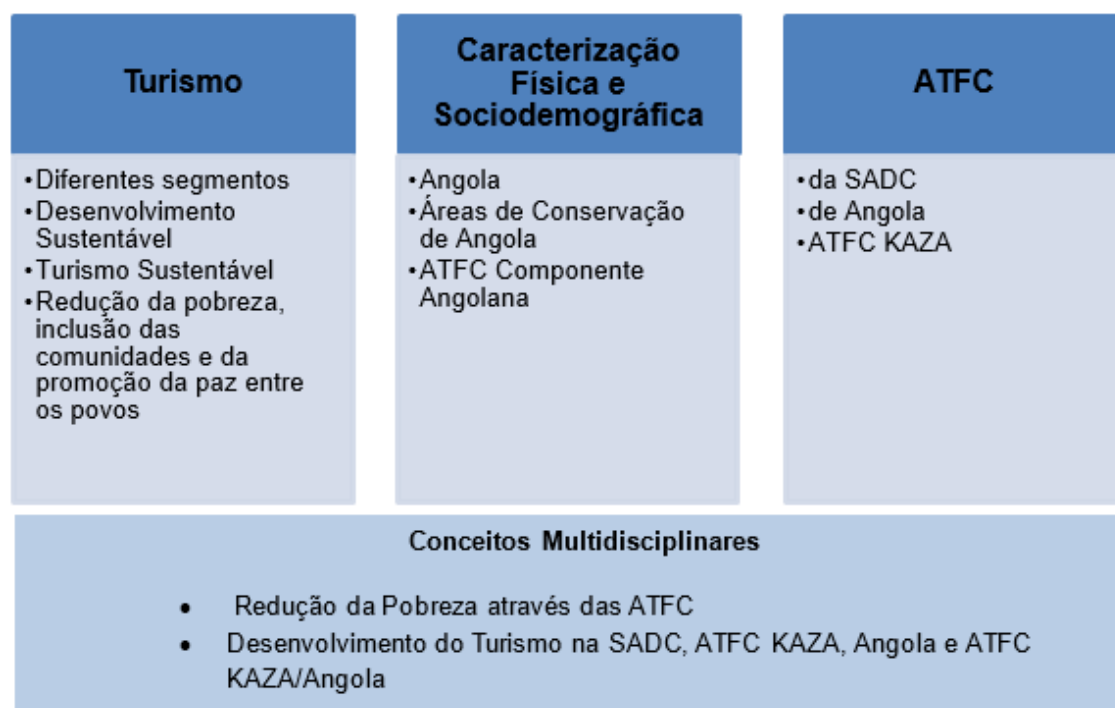 Turismo
•Diferentes segmentos
•Desenvolvimento
Sustentável
•Turismo Sustentável
•Redução da pobreza,
inclusão das
comunidades e da
promoção da paz entre
os povos
Caracterização
Física e
Sociodemográfica
•Angola
•Áreas de Conservação
de Angola
•ATFC Componente
Angolana
ATFC
•da SADC
•de Angola
•ATFC KAZA
Conceitos Multidisciplinares
• Redução da Pobreza através das ATFC
• Desenvolvimento do Turismo na SADC, ATFC KAZA, Angola e ATFC
KAZA/Angola